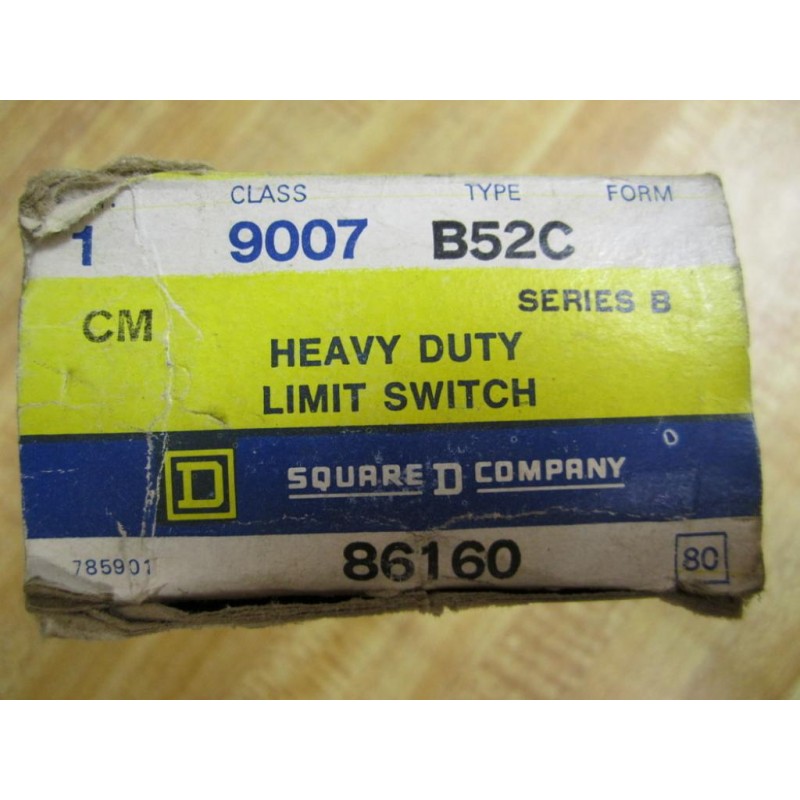 CLASS TYPE FORM
1 9007 B52C
SERIES B
CM
HEAVY DUTY
LIMIT SWITCH
D SQUARE D COMPANY
785901 86160 80